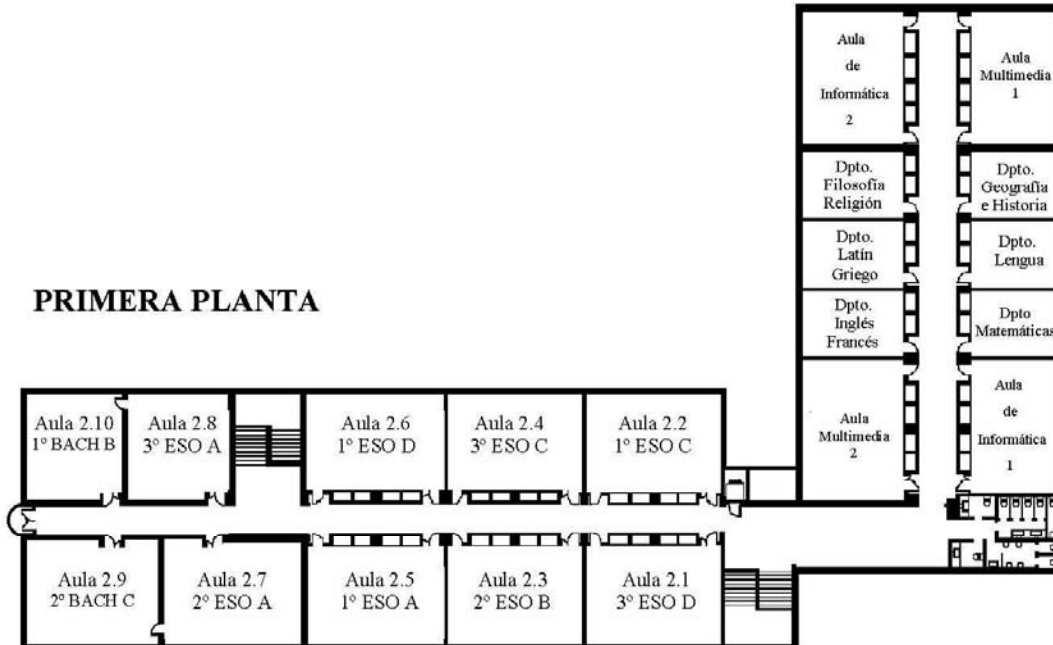 Aula
de
Informática
2
Aula
Multimedia
1
Dpto.
Filosofía
Religión
Dpto.
Geografía
e Historia
Dpto.
Latín
Griego
Dpto.
Lengua
PRIMERA PLANTA
Dpto.
Inglés
Francés
Dpto
Matemáticas
Aula
Multimedia
2
Aula
de
Informática
1
Aula 2.10
1º BACH B
Aula 2.8
3º ESO A
Aula 2.6
1º ESO D
Aula 2.4
3º ESO C
Aula 2.2
1º ESO C
Aula 2.9
2º BACH C
Aula 2.7
2º ESO A
Aula 2.5
1º ESO A
Aula 2.3
2º ESO B
Aula 2.1
3º ESO D